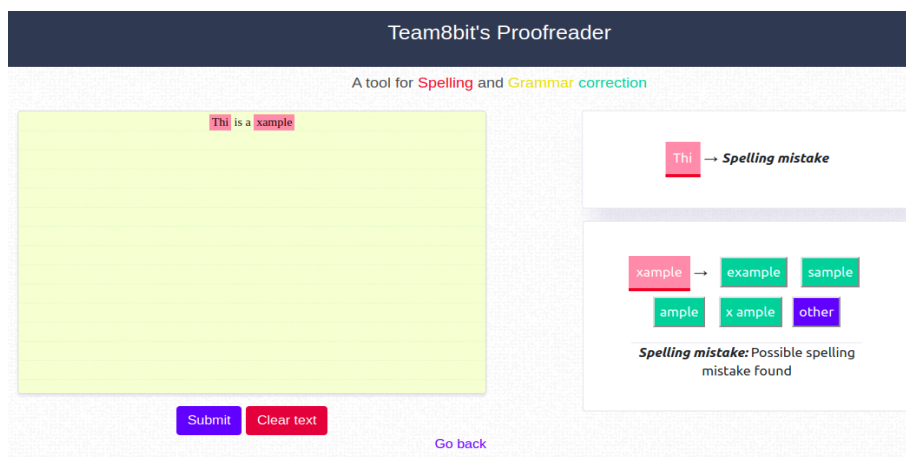 Team8bit's Proofreader
A tool for Spelling and Grammar correction
Thi is a xample
Submit Clear text
Go back
Thi → Spelling mistake
xample → example sample
ample x ample other
Spelling mistake: Possible spelling
mistake found